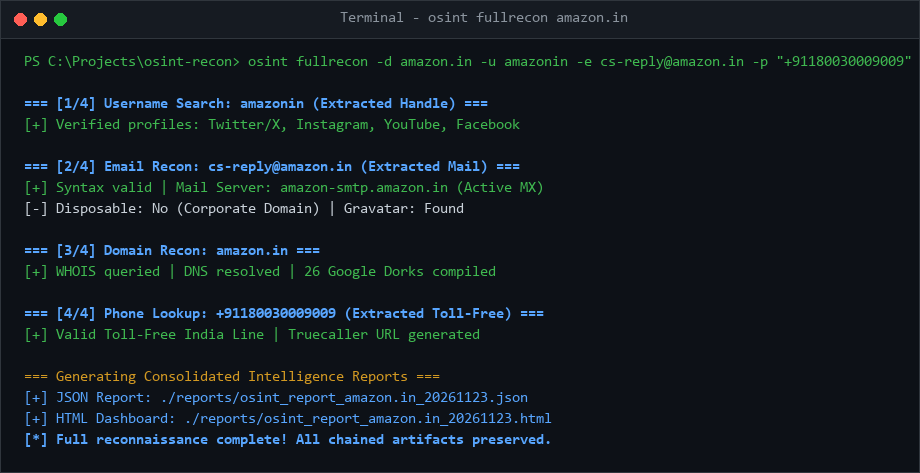 Terminal - osint fullrecon amazon.in
PS C:\Projects\osint-recon> osint fullrecon -d amazon.in -u amazonin -e cs-reply@amazon.in -p "+91180030009009"
=== [1/4] Username Search: amazonin (Extracted Handle) ===
[+] Verified profiles: Twitter/X, Instagram, YouTube, Facebook
=== [2/4] Email Recon: cs-reply@amazon.in (Extracted Mail) ===
[+] Syntax valid | Mail Server: amazon-smtp.amazon.in (Active MX)
[-] Disposable: No (Corporate Domain) | Gravatar: Found
=== [3/4] Domain Recon: amazon.in ===
[+] WHOIS queried | DNS resolved | 26 Google Dorks compiled
=== [4/4] Phone Lookup: +91180030009009 (Extracted Toll-Free) ===
[+] Valid Toll-Free India Line | Truecaller URL generated
=== Generating Consolidated Intelligence Reports ===
[+] JSON Report: ./reports/osint_report_amazon.in_20261123.json
[+] HTML Dashboard: ./reports/osint_report_amazon.in_20261123.html
[*] Full reconnaissance complete! All chained artifacts preserved.